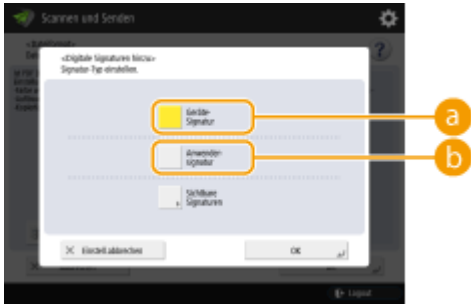 Scannen und Senden
<Digitale Signaturen hinzu>
Signatur-Typ einstellen.
?
Geräte-
Signatur
a
Anwender-
signatur
b
Sichtbare
Signaturen
Einstell.abbrechen
OK
Logout